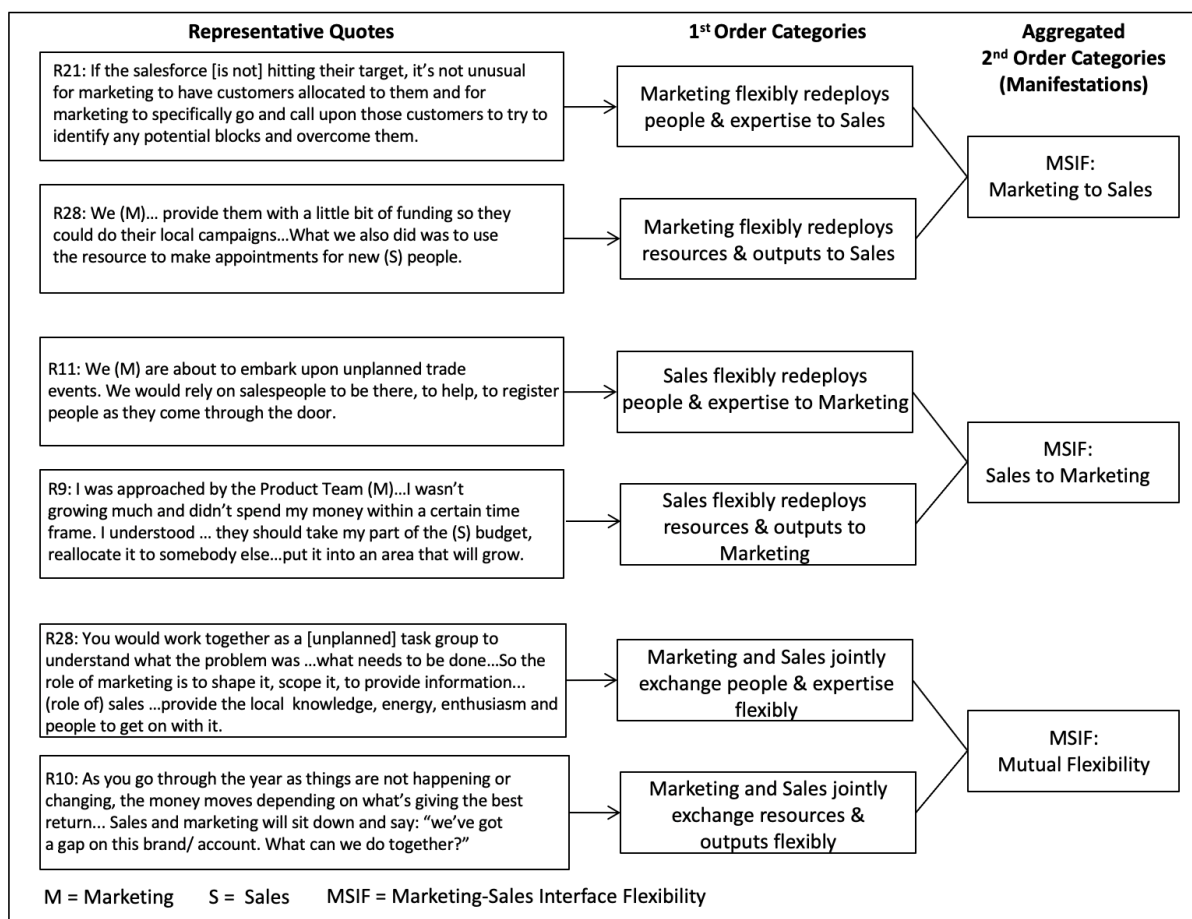 Representative Quotes
1st Order Categories
Aggregated
2nd Order Categories
(Manifestations)
R21: If the salesforce [is not] hitting their target, it's not unusual
for marketing to have customers allocated to them and for
marketing to specifically go and call upon those customers to try to
identify any potential blocks and overcome them.
Marketing flexibly redeploys
people & expertise to Sales
R28: We (M)... provide them with a little bit of funding so they
could do their local campaigns...What we also did was to use
the resource to make appointments for new (S) people.
Marketing flexibly redeploys
resources & outputs to Sales
MSIF:
Marketing to Sales
R11: We (M) are about to embark upon unplanned trade
events. We would rely on salespeople to be there, to help, to register
people as they come through the door.
Sales flexibly redeploys
people & expertise to Marketing
R9: I was approached by the Product Team (M)...I wasn't
growing much and didn't spend my money within a certain time
frame. I understood ... they should take my part of the (S) budget,
reallocate it to somebody else...put it into an area that will grow.
Sales flexibly redeploys
resources & outputs to
Marketing
MSIF:
Sales to Marketing
R28: You would work together as a [unplanned] task group to
understand what the problem was ...what needs to be done...So the
role of marketing is to shape it, scope it, to provide information...
(role of) sales ...provide the local knowledge, energy, enthusiasm and
people to get on with it.
Marketing and Sales jointly
exchange people & expertise
flexibly
R10: As you go through the year as things are not happening or
changing, the money moves depending on what's giving the best
return... Sales and marketing will sit down and say: "we've got
a gap on this brand/ account. What can we do together?"
Marketing and Sales jointly
exchange resources &
outputs flexibly
MSIF:
Mutual Flexibility
M = Marketing S = Sales MSIF = Marketing-Sales Interface Flexibility